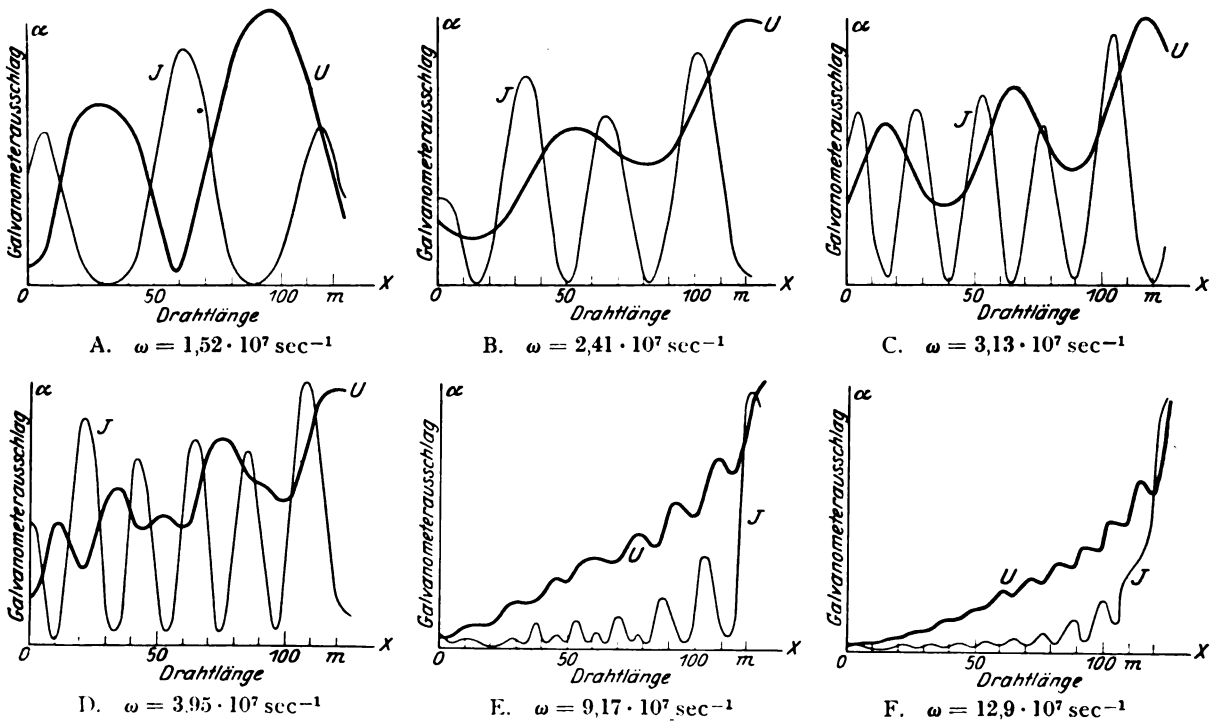 α
Galvanometerausschlag
J
U
0
50
100
m
X
Drahtlänge
A. ω = 1,52 · 10⁷ sec⁻¹
α
Galvanometerausschlag
J
U
0
50
100
m
X
Drahtlänge
B. ω = 2,41 · 10⁷ sec⁻¹
α
Galvanometerausschlag
J
U
0
50
100
m
X
Drahtlänge
C. ω = 3,13 · 10⁷ sec⁻¹
α
Galvanometerausschlag
J
U
0
50
100
m
X
Drahtlänge
D. ω = 3,95 · 10⁷ sec⁻¹
α
Galvanometerausschlag
U
J
0
50
100
m
X
Drahtlänge
E. ω = 9,17 · 10⁷ sec⁻¹
α
Galvanometerausschlag
U
J
0
50
100
m
X
Drahtlänge
F. ω = 12,9 · 10⁷ sec⁻¹